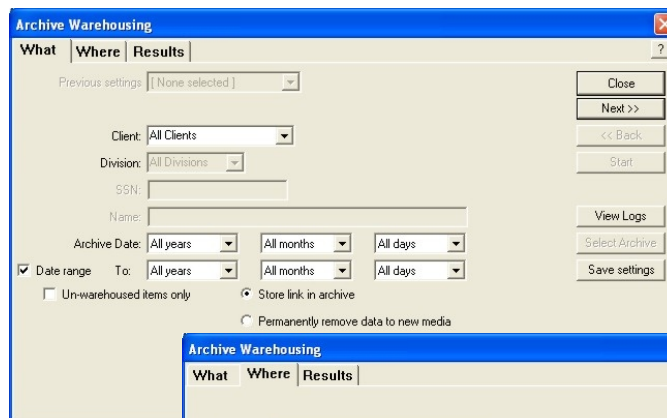 Archive Warehousing
What Where Results ?
Previous settings [ None selected ] Close
Next >>
Client: All Clients << Back
Division: All Divisions Start
SSN:
Name: View Logs
Archive Date: All years All months All days Select Archive
Date range To: All years All months All days Save settings
Un-warehoused items only Store link in archive
Permanently remove data to new media
Archive Warehousing
What Where Results